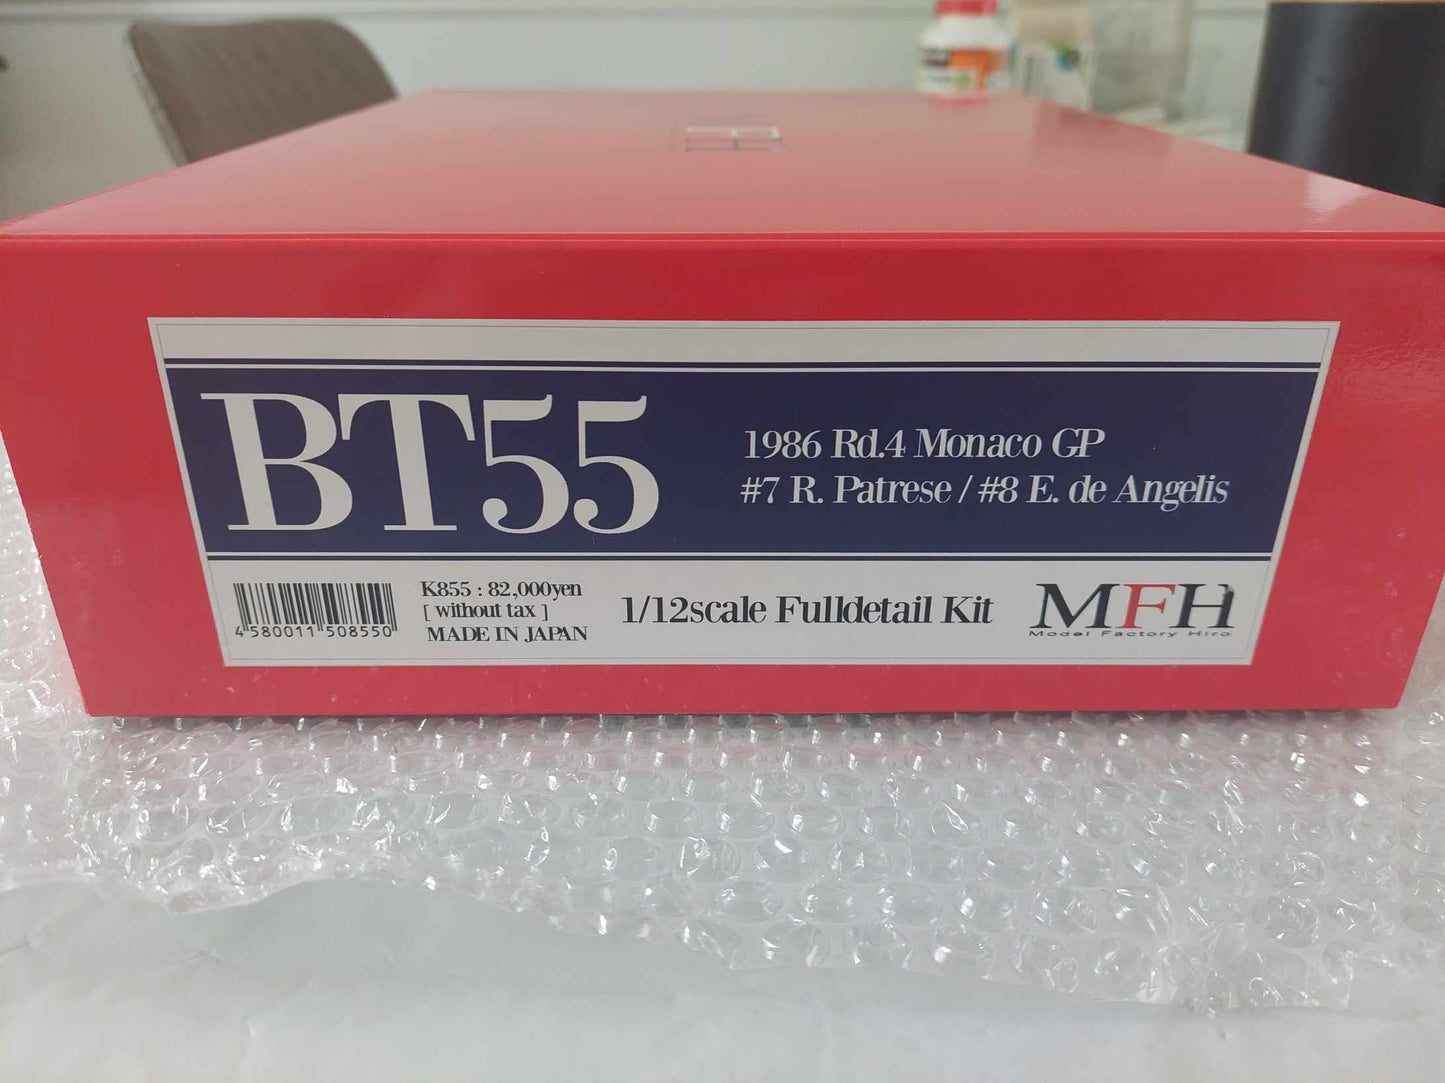 BT55
1986 Rd.4 Monaco GP
#7 R. Patrese / #8 E. de Angelis
4 580011 508550
K855 : 82,000yen
[ without tax ]
MADE IN JAPAN
1/12scale Fulldetail Kit
MFH
Model Factory Hiro